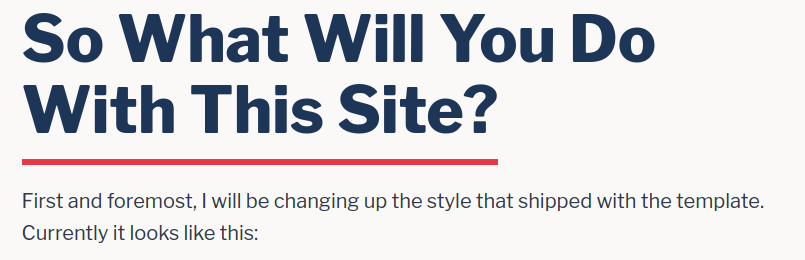 So What Will You Do
With This Site?
First and foremost, I will be changing up the style that shipped with the template.
Currently it looks like this: